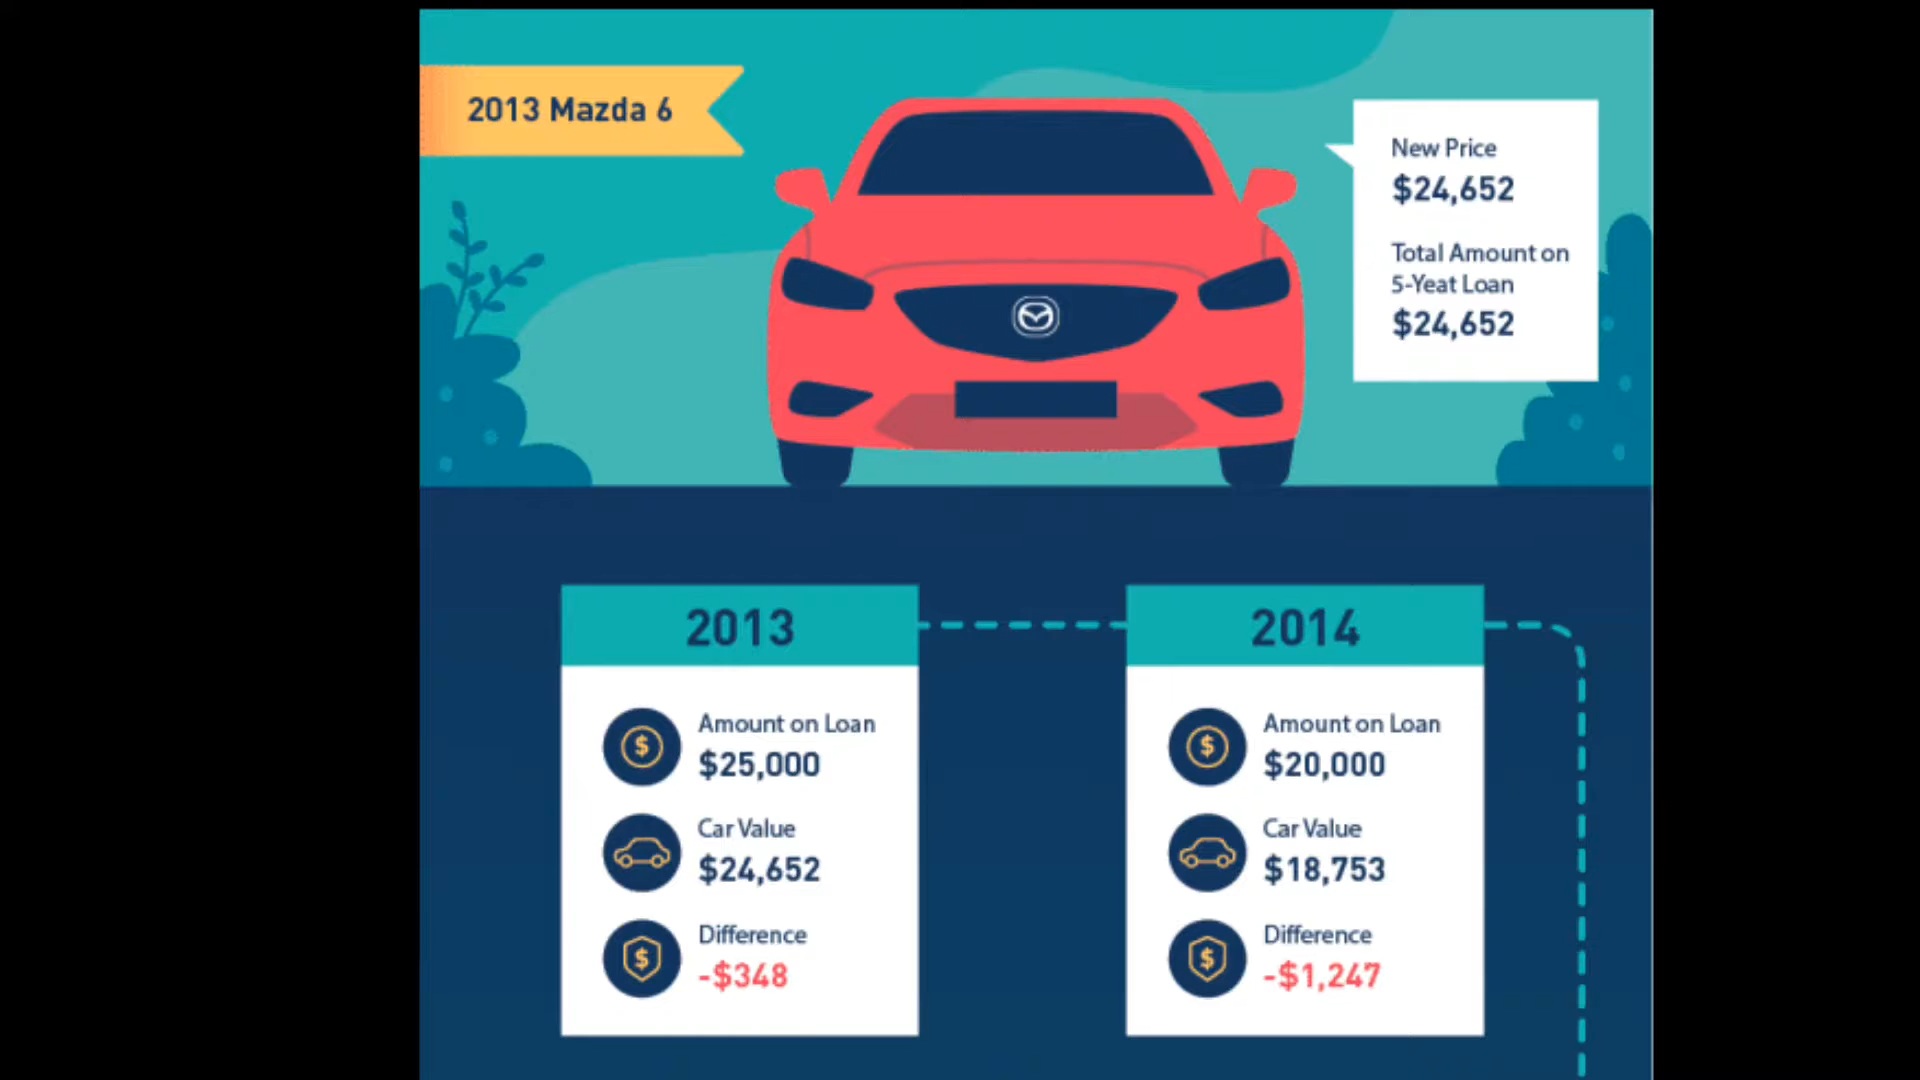 2013 Mazda 6
New Price
$24,652
Total Amount on
5-Yeat Loan
$24,652
2013
Amount on Loan
$25,000
Car Value
$24,652
Difference
-$348
2014
Amount on Loan
$20,000
Car Value
$18,753
Difference
-$1,247